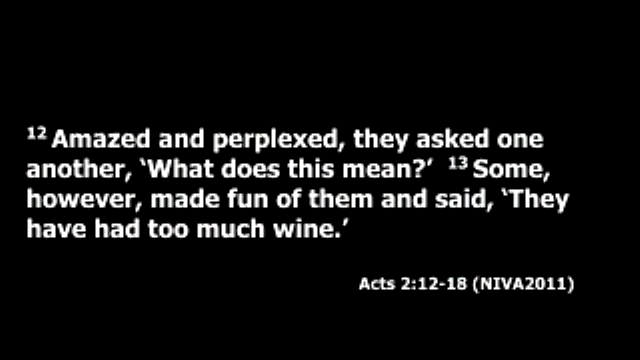 ¹² Amazed and perplexed, they asked one
another, ‘What does this mean?’ ¹³ Some,
however, made fun of them and said, ‘They
have had too much wine.’
Acts 2:12-18 (NIVA2011)